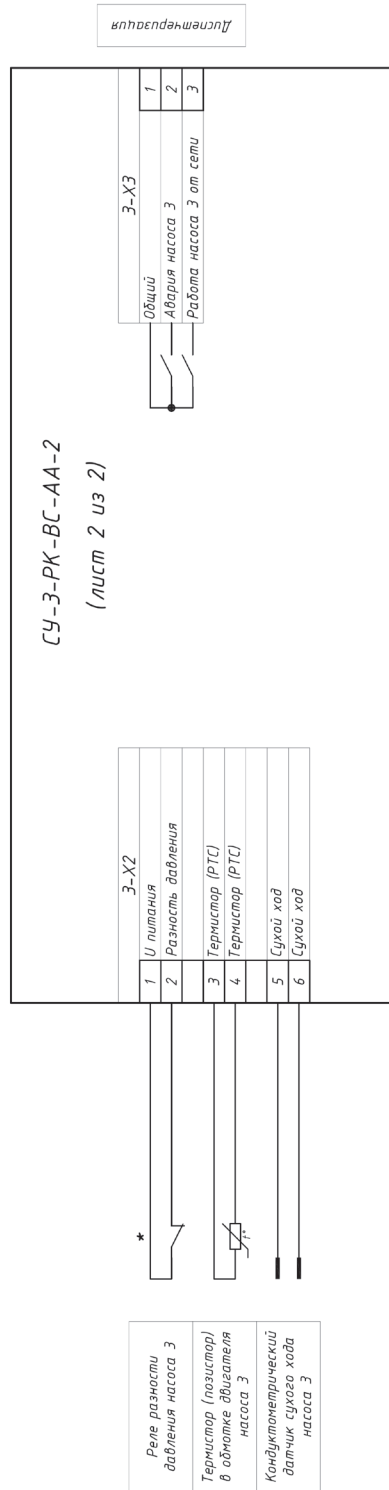 СУ-3-РК-ВС-АА-2
(лист 2 из 2)
Реле разности
давления насоса 3
Термистор (позистор)
в обмотке двигателя
насоса 3
Кондуктометрический
датчик сухого хода
насоса 3
*
t°
3-X2
1 U питания
2 Разность давления
3 Термистор (PTC)
4 Термистор (PTC)
5 Сухой ход
6 Сухой ход
3-X3
Общий 1
Авария насоса 3 2
Работа насоса 3 от сети 3
Диспетчеризация